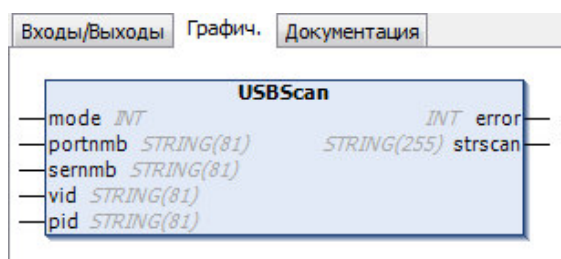 Входы/Выходы Графич. Документация
USBScan
mode INT INT error
portnmb STRING(81) STRING(255) strscan
sernmb STRING(81)
vid STRING(81)
pid STRING(81)